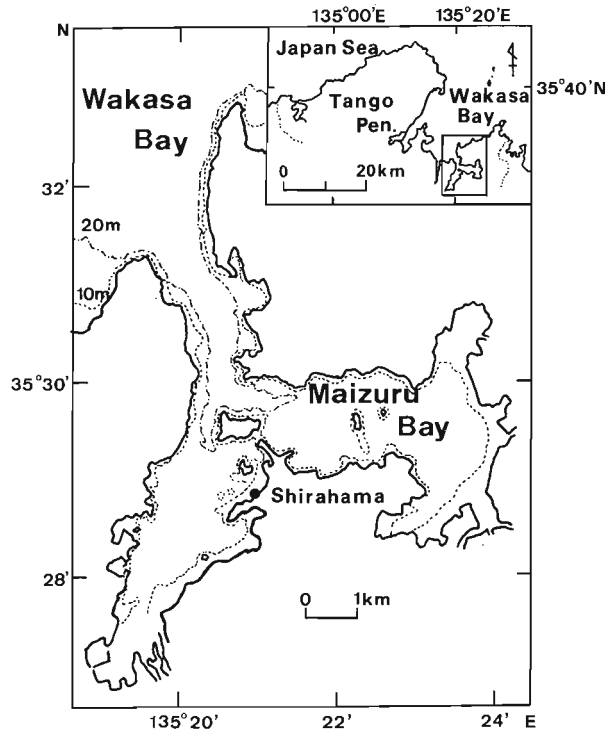 135°00'E
135°20'
N
Japan Sea
35°40'N
Wakasa
Bay
Tango
Pen.
Wakasa
Bay
0
20km
32'
20m
10m
35°30'
Maizuru
Bay
Shirahama
28'
0
1km
135°20'
22'
24'
E